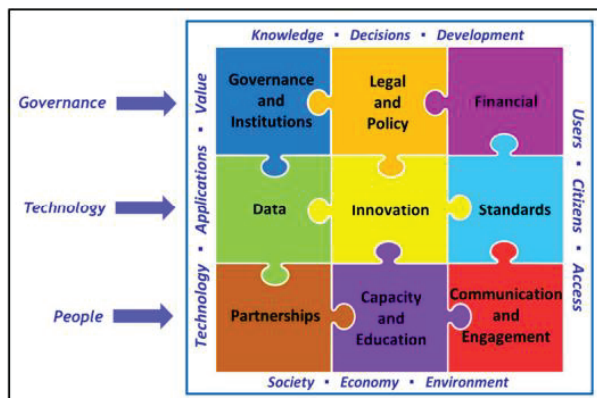 Knowledge • Decisions • Development
Governance
Technology
People
Technology • Applications • Value
Governance
and
Institutions
Legal
and
Policy
Financial
Data
Innovation
Standards
Partnerships
Capacity
and
Education
Communication
and
Engagement
Users • Citizens • Access
Society • Economy • Environment